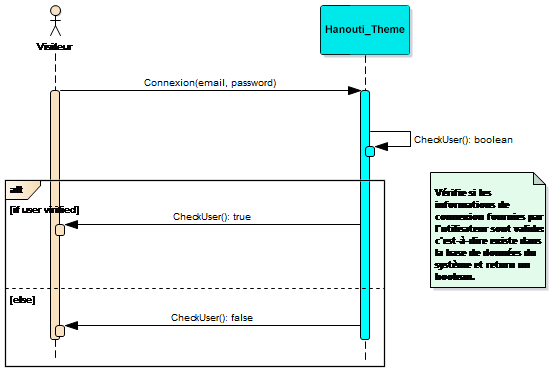 Visiteur
Hanouti_Theme
Connexion(email, password)
CheckUser(): boolean
alt
[if user virified]
CheckUser(): true
Vérifie si les
informations de
connexion fournies par
l'utilisateur sont valide:
c'est-à-dire existe dans
la base de données du
système et return un
boolean.
[else]
CheckUser(): false